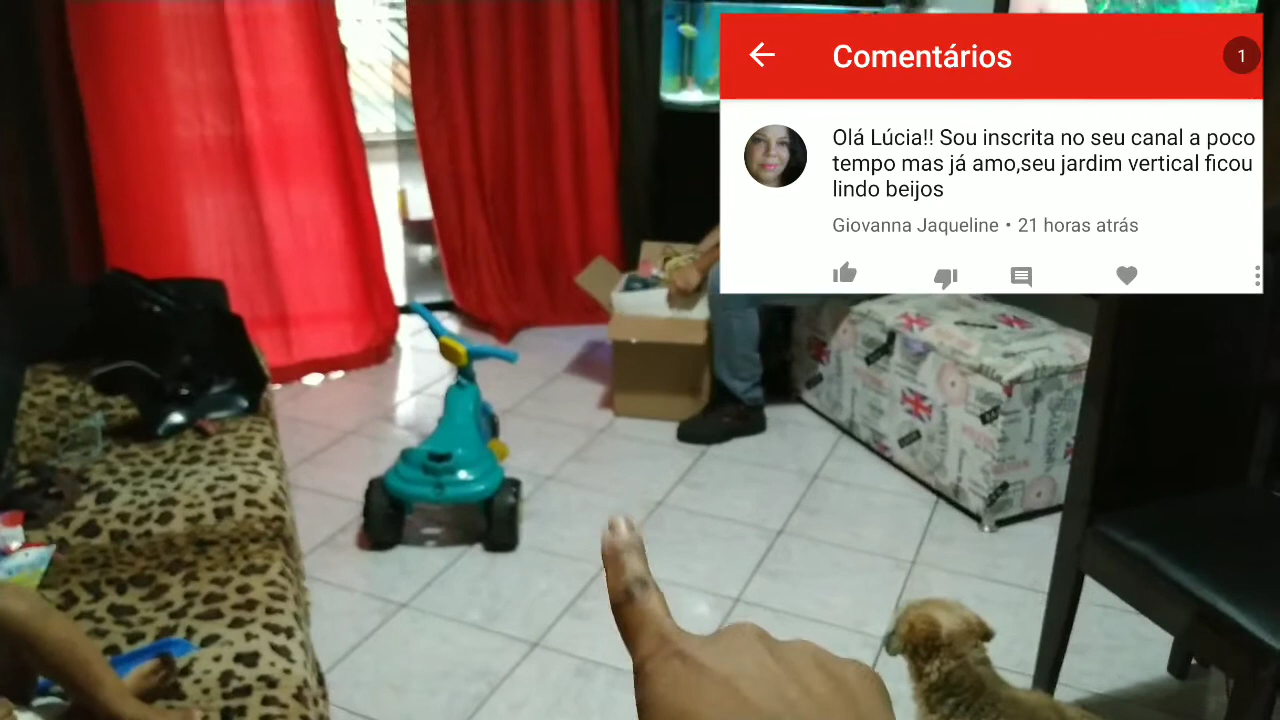 Comentários
1
Olá Lúcia!! Sou inscrita no seu canal a poco
tempo mas já amo,seu jardim vertical ficou
lindo beijos
Giovanna Jaqueline • 21 horas atrás